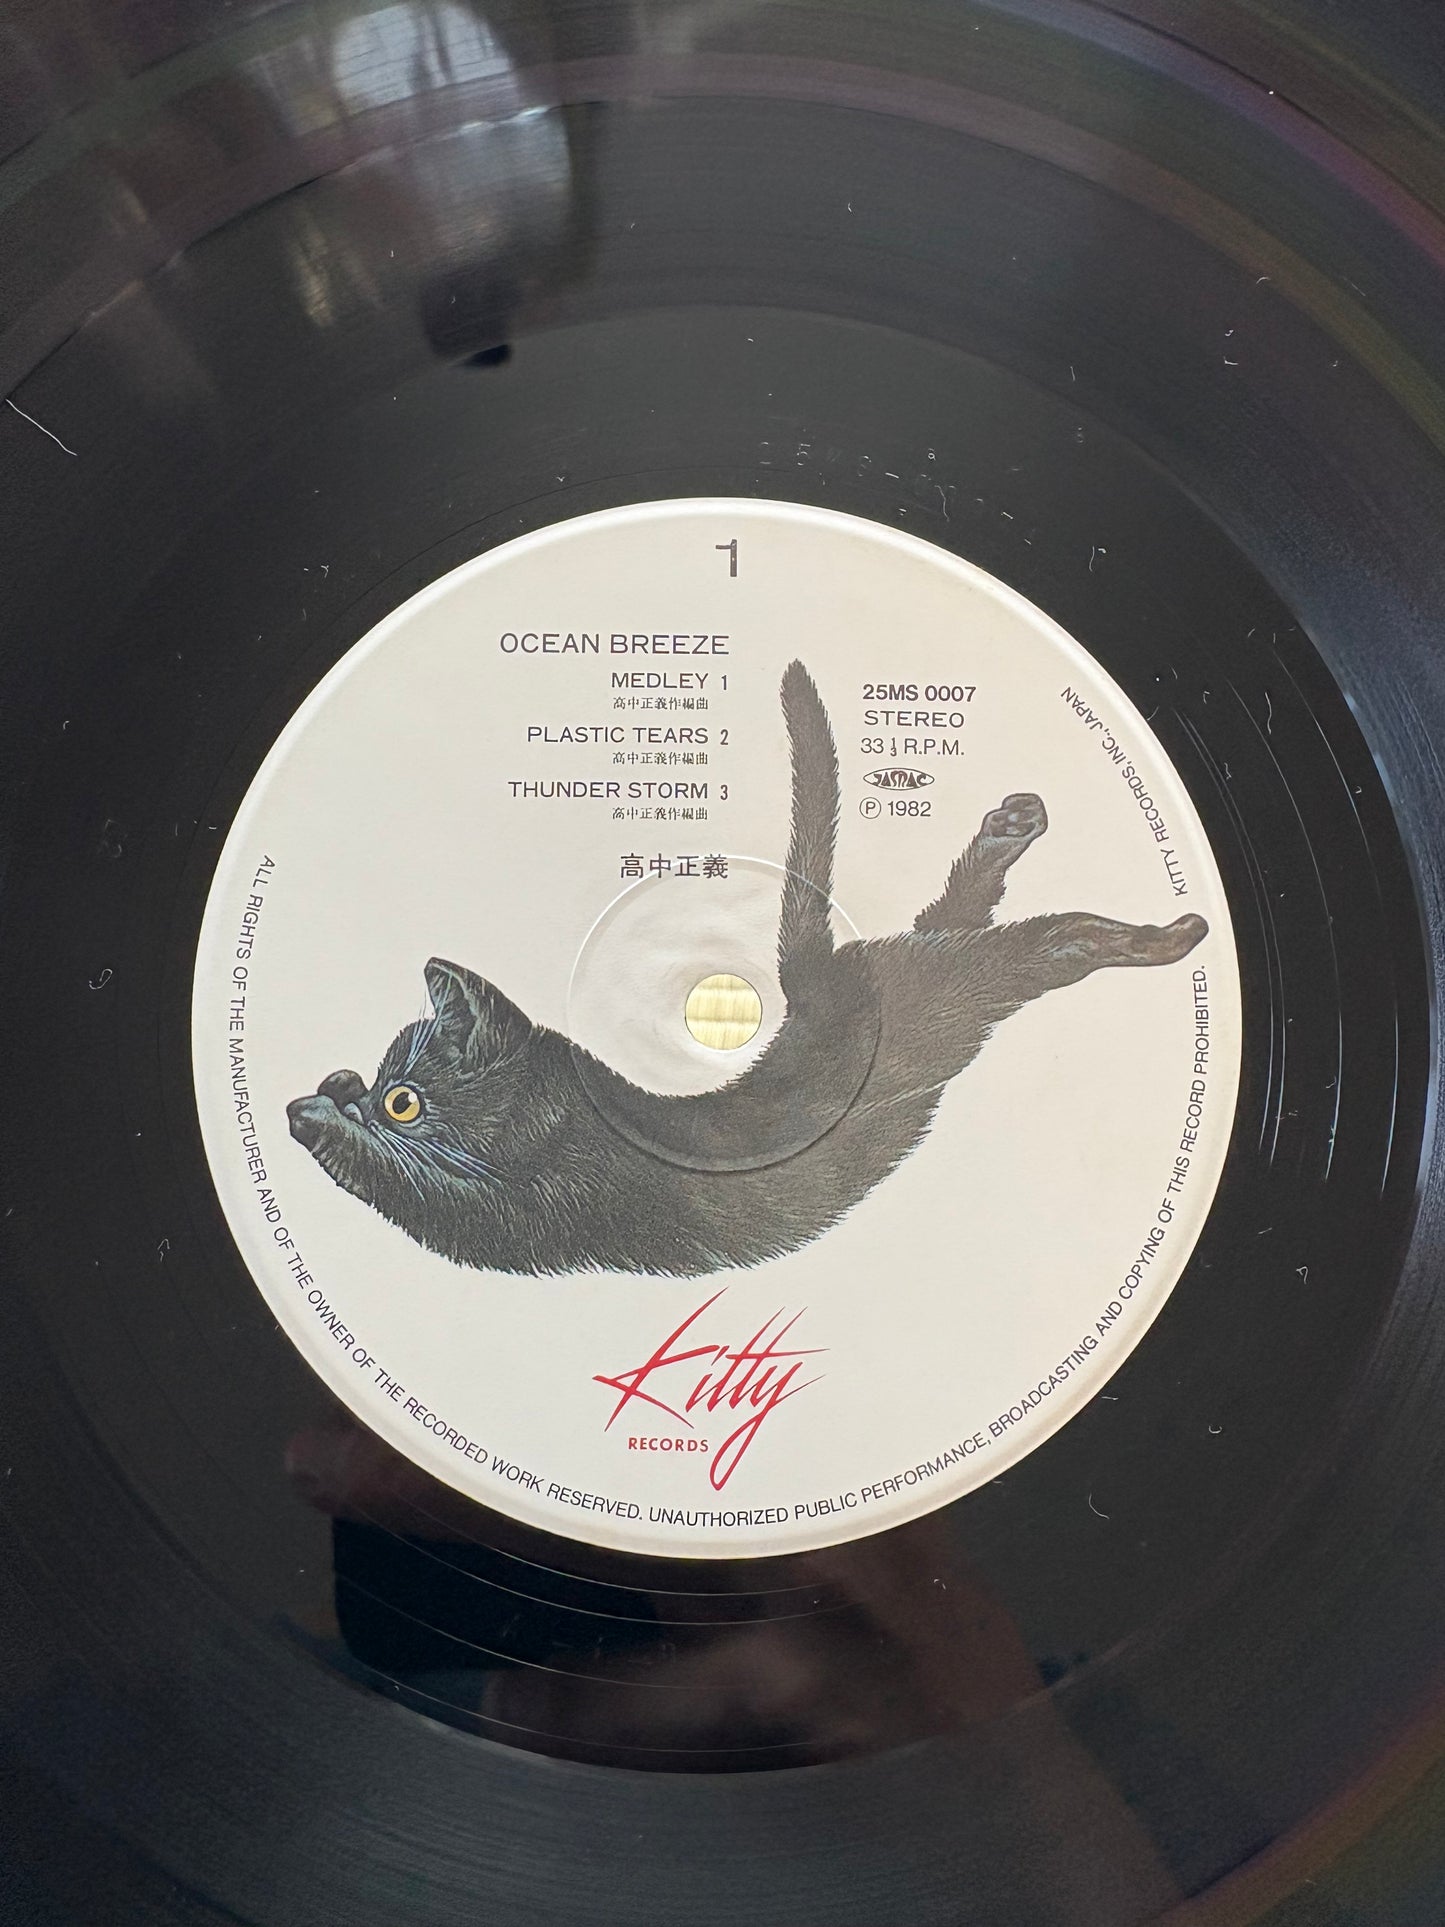 1
OCEAN BREEZE
MEDLEY 1
高中正義作編曲
PLASTIC TEARS 2
高中正義作編曲
THUNDER STORM 3
高中正義作編曲
高中正義
25MS 0007
STEREO
33 1/3 R.P.M.
JASRAC
Ⓟ 1982
KITTY RECORDS, INC., JAPAN
Kitty
RECORDS
ALL RIGHTS OF THE MANUFACTURER AND OF THE OWNER OF THE RECORDED WORK RESERVED. UNAUTHORIZED PUBLIC PERFORMANCE, BROADCASTING AND COPYING OF THIS RECORD PROHIBITED.